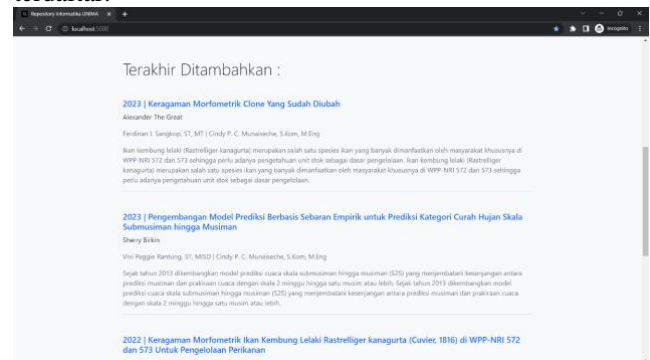 Repository Informatika UNIMA
localhost:5000
Incognito
Terakhir Ditambahkan :
2023 | Keragaman Morfometrik Clone Yang Sudah Diubah
Alexander The Great
Ferdinan I. Sangkop, ST, MT | Cindy P. C. Munaiseche, S.Kom, M.Eng
Ikan kembung lelaki (Rastrelliger kanagurta) merupakan salah satu spesies ikan yang banyak dimanfaatkan oleh masyarakat khususnya di
WPP-NRI 572 dan 573 sehingga perlu adanya pengetahuan unit stok sebagai dasar pengelolaan. Ikan kembung lelaki (Rastrelliger
kanagurta) merupakan salah satu spesies ikan yang banyak dimanfaatkan oleh masyarakat khususnya di WPP-NRI 572 dan 573 sehingga
perlu adanya pengetahuan unit stok sebagai dasar pengelolaan.
2023 | Pengembangan Model Prediksi Berbasis Sebaran Empirik untuk Prediksi Kategori Curah Hujan Skala
Submusiman hingga Musiman
Sherry Birkin
Vivi Peggie Rantung, ST, MISD | Cindy P. C. Munaiseche, S.Kom, M.Eng
Sejak tahun 2013 dikembangkan model prediksi cuaca skala submusiman hingga musiman (S2S) yang menjembatani kesenjangan antara
prediksi musiman dan prakiraan cuaca dengan skala 2 minggu hingga satu musim atau lebih. Sejak tahun 2013 dikembangkan model
prediksi cuaca skala submusiman hingga musiman (S2S) yang menjembatani kesenjangan antara prediksi musiman dan prakiraan cuaca
dengan skala 2 minggu hingga satu musim atau lebih.
2022 | Keragaman Morfometrik Ikan Kembung Lelaki Rastrelliger kanagurta (Cuvier, 1816) di WPP-NRI 572
dan 573 Untuk Pengelolaan Perikanan